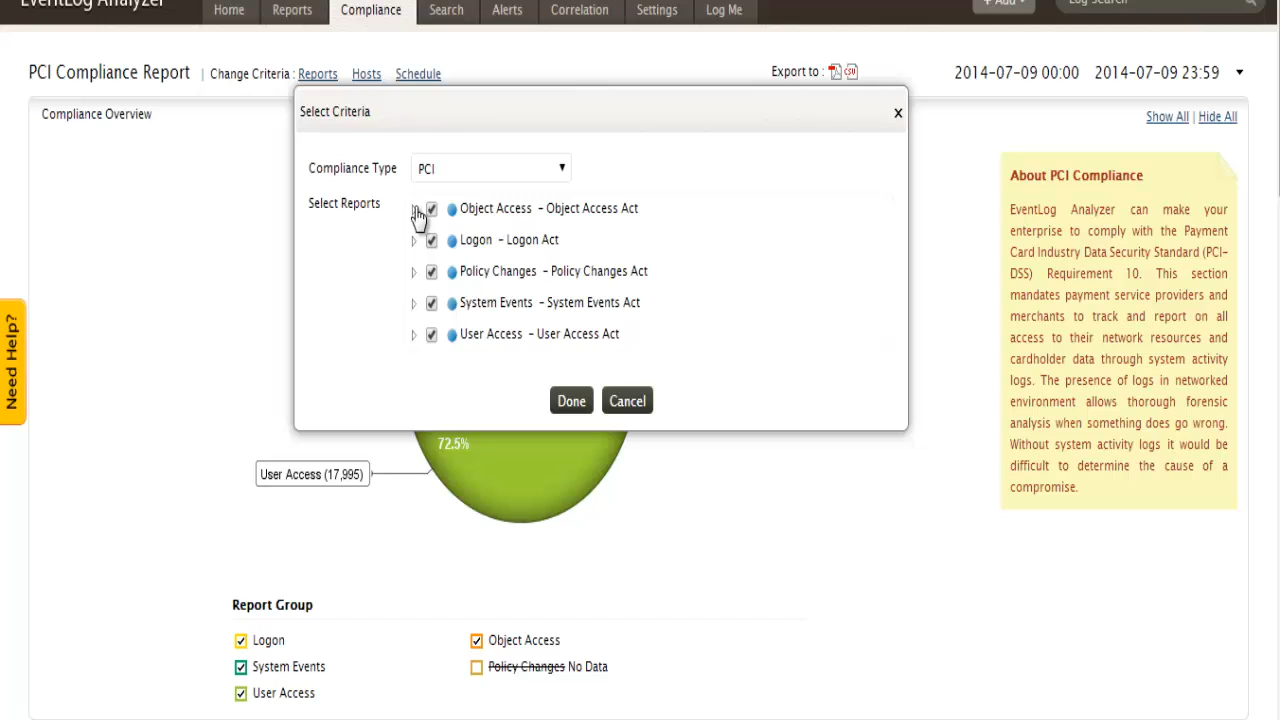 EventLog Analyzer
Home Reports Compliance Search Alerts Correlation Settings Log Me
+ Add Log Search
PCI Compliance Report | Change Criteria : Reports Hosts Schedule
Export to : CSV 2014-07-09 00:00 2014-07-09 23:59
Compliance Overview
Show All | Hide All
Select Criteria
x
Compliance Type PCI
Select Reports
Object Access - Object Access Act
Logon - Logon Act
Policy Changes - Policy Changes Act
System Events - System Events Act
User Access - User Access Act
Done Cancel
About PCI Compliance
EventLog Analyzer can make your
enterprise to comply with the Payment
Card Industry Data Security Standard (PCI-
DSS) Requirement 10. This section
mandates payment service providers and
merchants to track and report on all
access to their network resources and
cardholder data through system activity
logs. The presence of logs in networked
environment allows thorough forensic
analysis when something does go wrong.
Without system activity logs it would be
difficult to determine the cause of a
compromise.
Need Help?
72.5%
User Access (17,995)
Report Group
Logon Object Access
System Events Policy Changes No Data
User Access